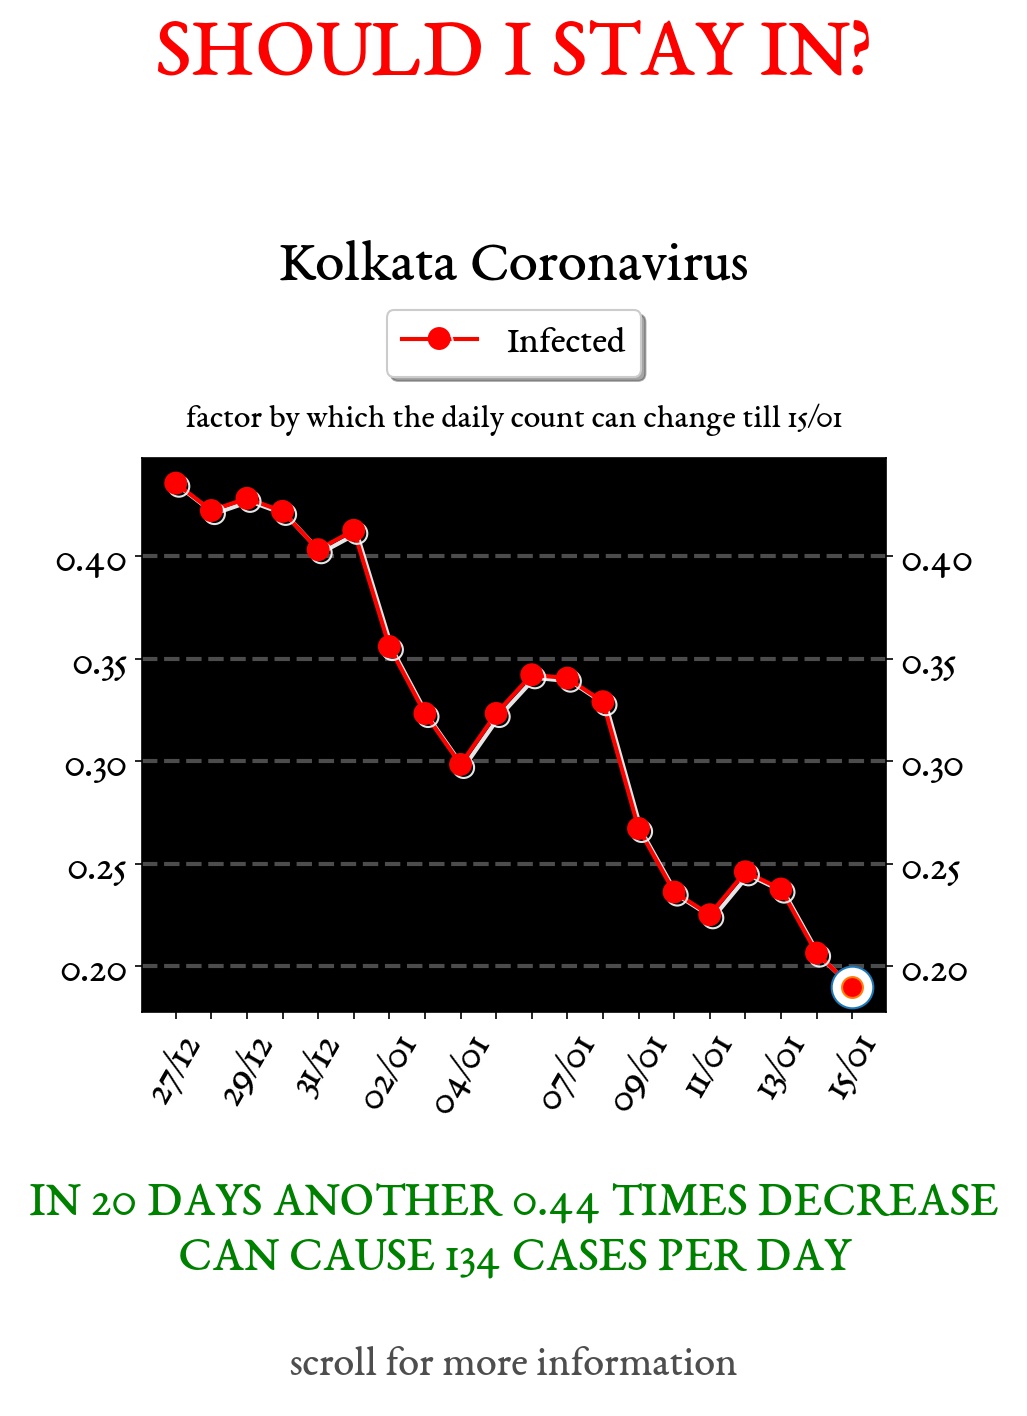 SHOULD I STAY IN?
Kolkata Coronavirus
Infected
factor by which the daily count can change till 15/01
0.40 0.40
0.35 0.35
0.30 0.30
0.25 0.25
0.20 0.20
27/12 29/12 31/12 02/01 04/01 07/01 09/01 11/01 13/01 15/01
IN 20 DAYS ANOTHER 0.44 TIMES DECREASE
CAN CAUSE 134 CASES PER DAY
scroll for more information